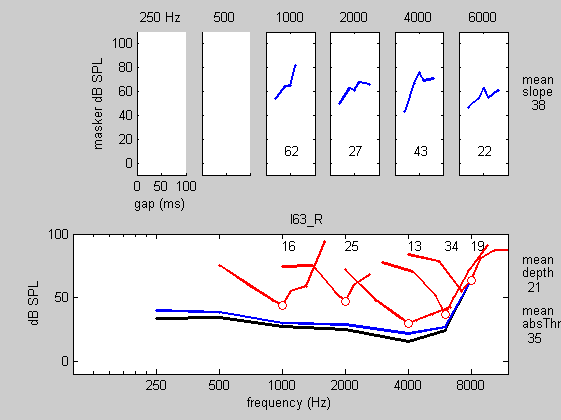 250 Hz 500 1000 2000 4000 6000
100
80
60
40
20
0
masker dB SPL
62 27 43 22
mean
slope
38
0 50 100
gap (ms)
I63_R
100
50
0
dB SPL
16 25 13 34 19
mean
depth
21
mean
absThr
35
250 500 1000 2000 4000 8000
frequency (Hz)